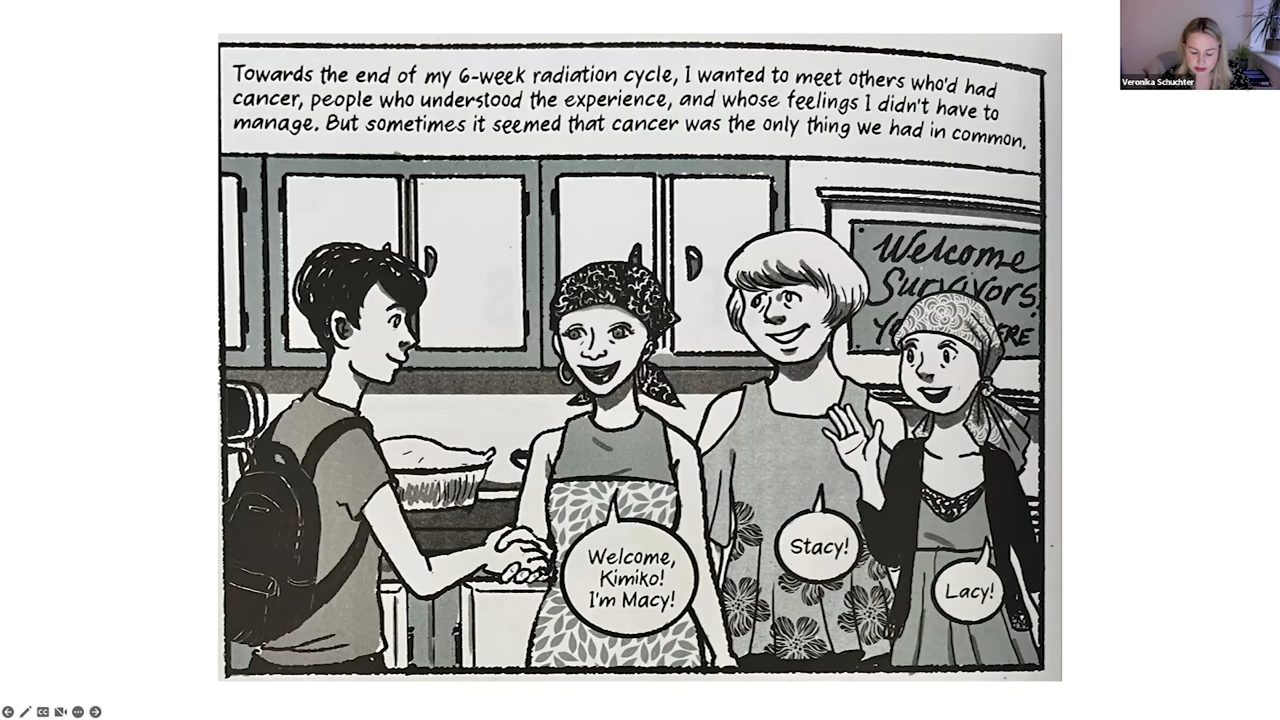 Towards the end of my 6-week radiation cycle, I wanted to meet others who'd had
cancer, people who understood the experience, and whose feelings I didn't have to
manage. But sometimes it seemed that cancer was the only thing we had in common.
Welcome
Survivors
ERE
Welcome,
Kimiko!
I'm Macy!
Stacy!
Lacy!
Veronika Schuchter
CC